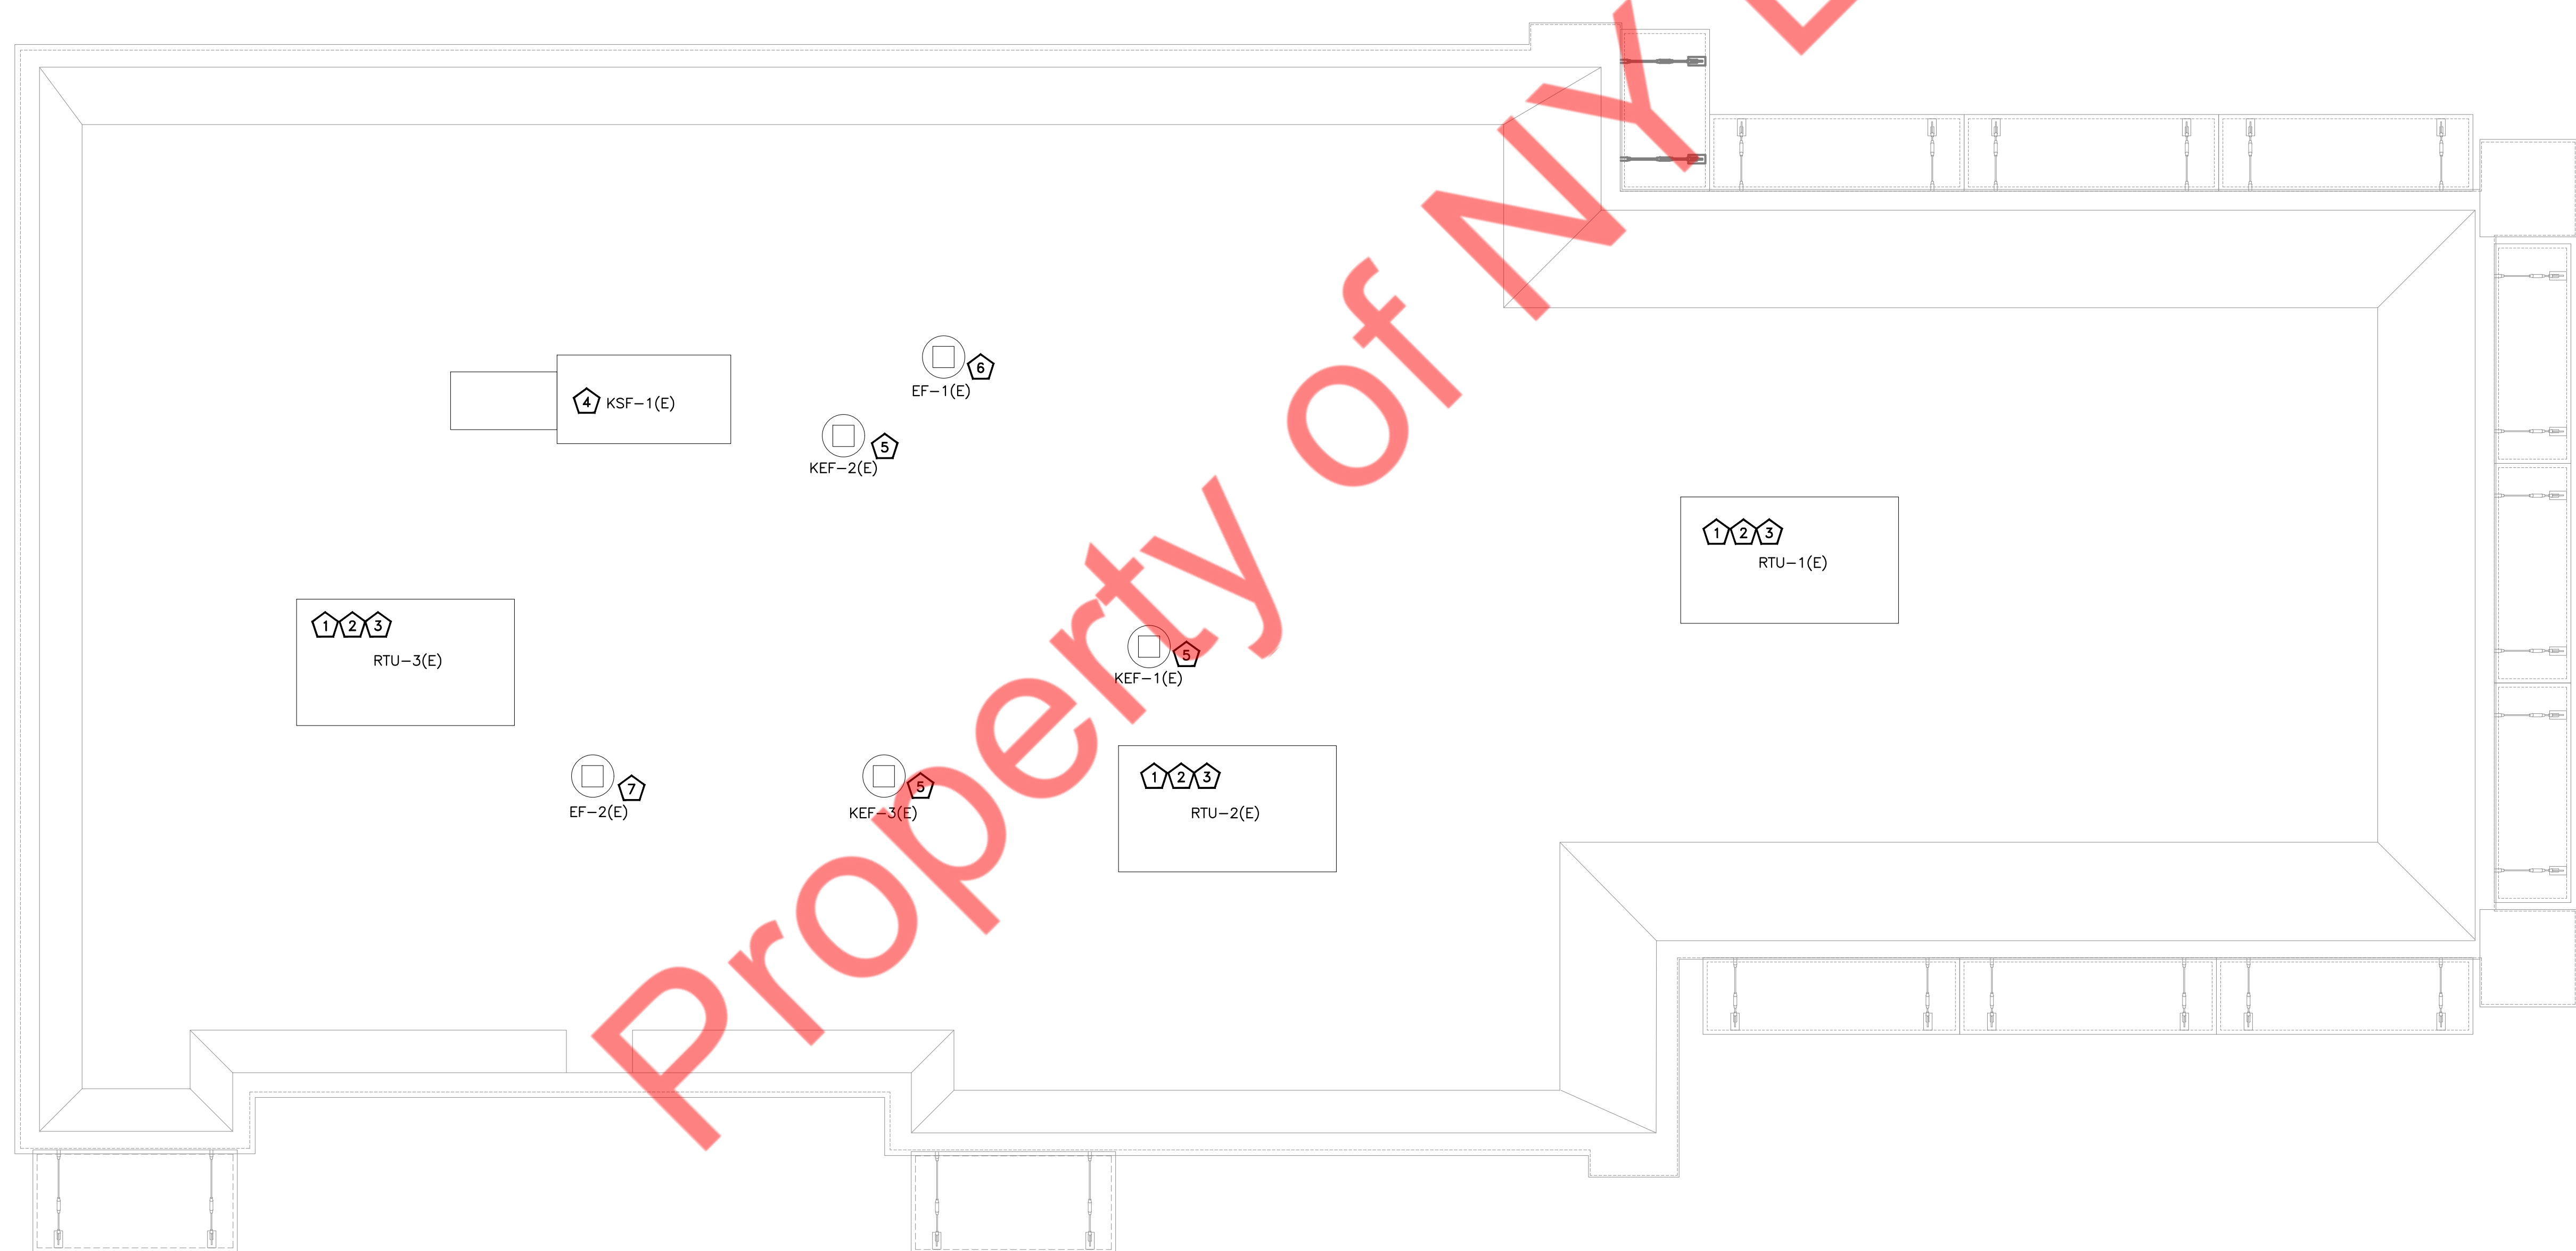 Property of NYE
6
EF-1(E)
4 KSF-1(E)
5
KEF-2(E)
1 2 3
RTU-1(E)
1 2 3
RTU-3(E)
5
KEF-1(E)
7
EF-2(E)
5
KEF-3(E)
1 2 3
RTU-2(E)